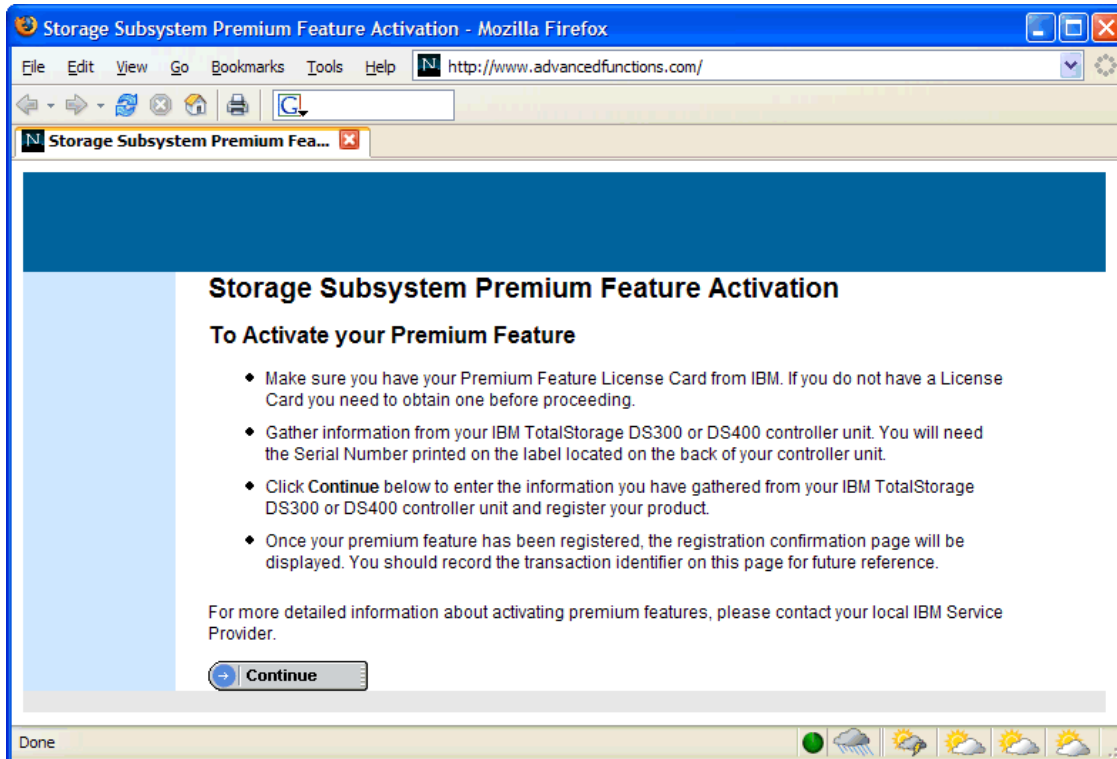 Storage Subsystem Premium Feature Activation - Mozilla Firefox
File Edit View Go Bookmarks Tools Help N http://www.advancedfunctions.com/
G
N Storage Subsystem Premium Fea...
Storage Subsystem Premium Feature Activation
To Activate your Premium Feature
Make sure you have your Premium Feature License Card from IBM. If you do not have a License
Card you need to obtain one before proceeding.
Gather information from your IBM TotalStorage DS300 or DS400 controller unit. You will need
the Serial Number printed on the label located on the back of your controller unit.
Click Continue below to enter the information you have gathered from your IBM TotalStorage
DS300 or DS400 controller unit and register your product.
Once your premium feature has been registered, the registration confirmation page will be
displayed. You should record the transaction identifier on this page for future reference.
For more detailed information about activating premium features, please contact your local IBM Service
Provider.
Continue
Done